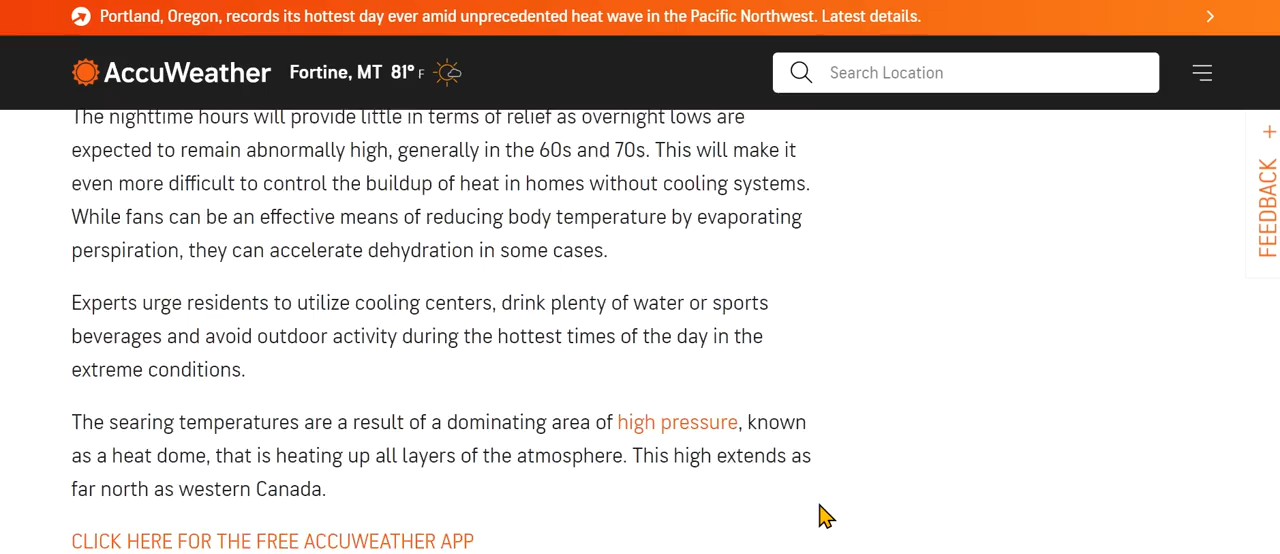 Portland, Oregon, records its hottest day ever amid unprecedented heat wave in the Pacific Northwest. Latest details.
AccuWeather Fortine, MT 81° F Search Location
FEEDBACK +
The nighttime hours will provide little in terms of relief as overnight lows are
expected to remain abnormally high, generally in the 60s and 70s. This will make it
even more difficult to control the buildup of heat in homes without cooling systems.
While fans can be an effective means of reducing body temperature by evaporating
perspiration, they can accelerate dehydration in some cases.
Experts urge residents to utilize cooling centers, drink plenty of water or sports
beverages and avoid outdoor activity during the hottest times of the day in the
extreme conditions.
The searing temperatures are a result of a dominating area of high pressure, known
as a heat dome, that is heating up all layers of the atmosphere. This high extends as
far north as western Canada.
CLICK HERE FOR THE FREE ACCUWEATHER APP